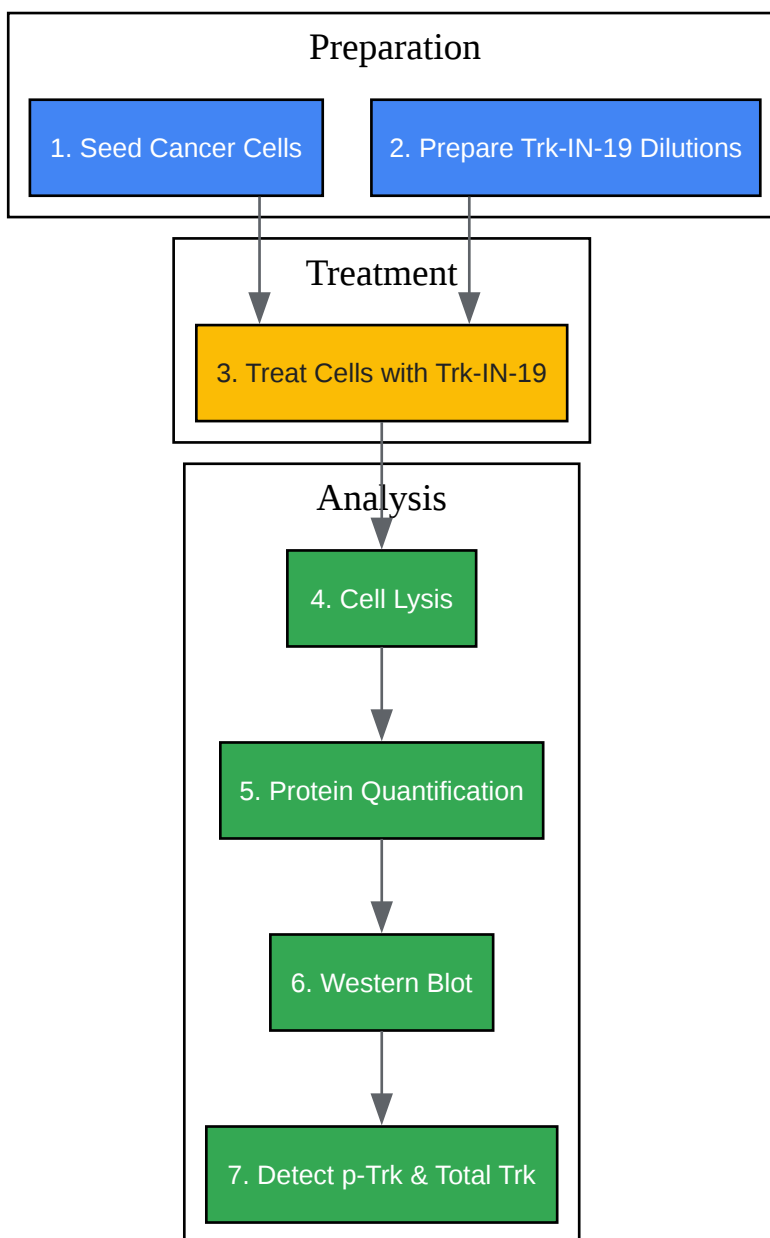 Preparation
1. Seed Cancer Cells
2. Prepare Trk-IN-19 Dilutions
Treatment
3. Treat Cells with Trk-IN-19
Analysis
4. Cell Lysis
5. Protein Quantification
6. Western Blot
7. Detect p-Trk & Total Trk